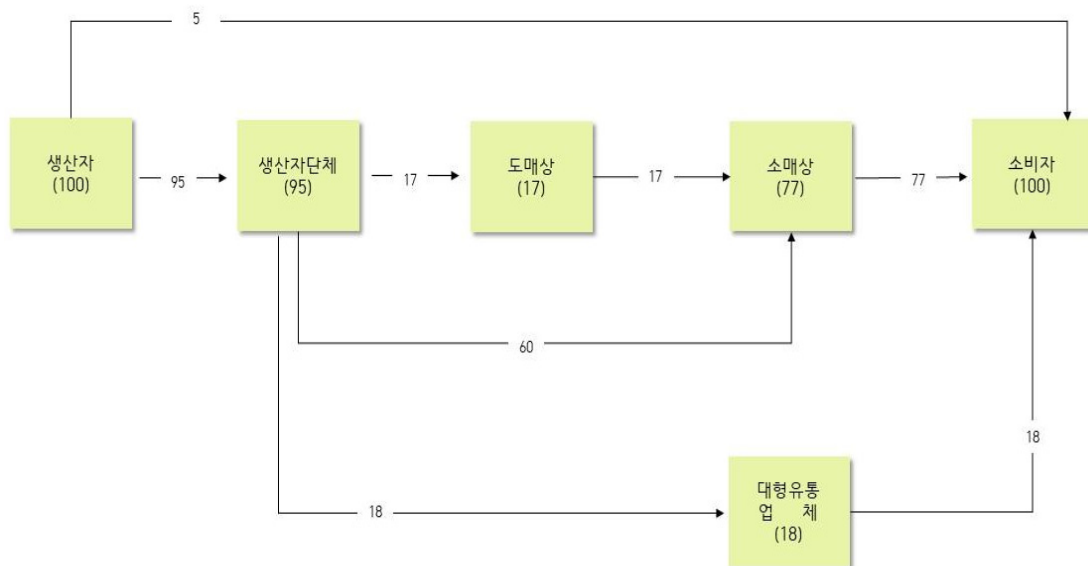 5
생산자
(100)
95
생산자단체
(95)
17
도매상
(17)
17
소매상
(77)
77
소비자
(100)
60
18
18
대형유통
업 체
(18)